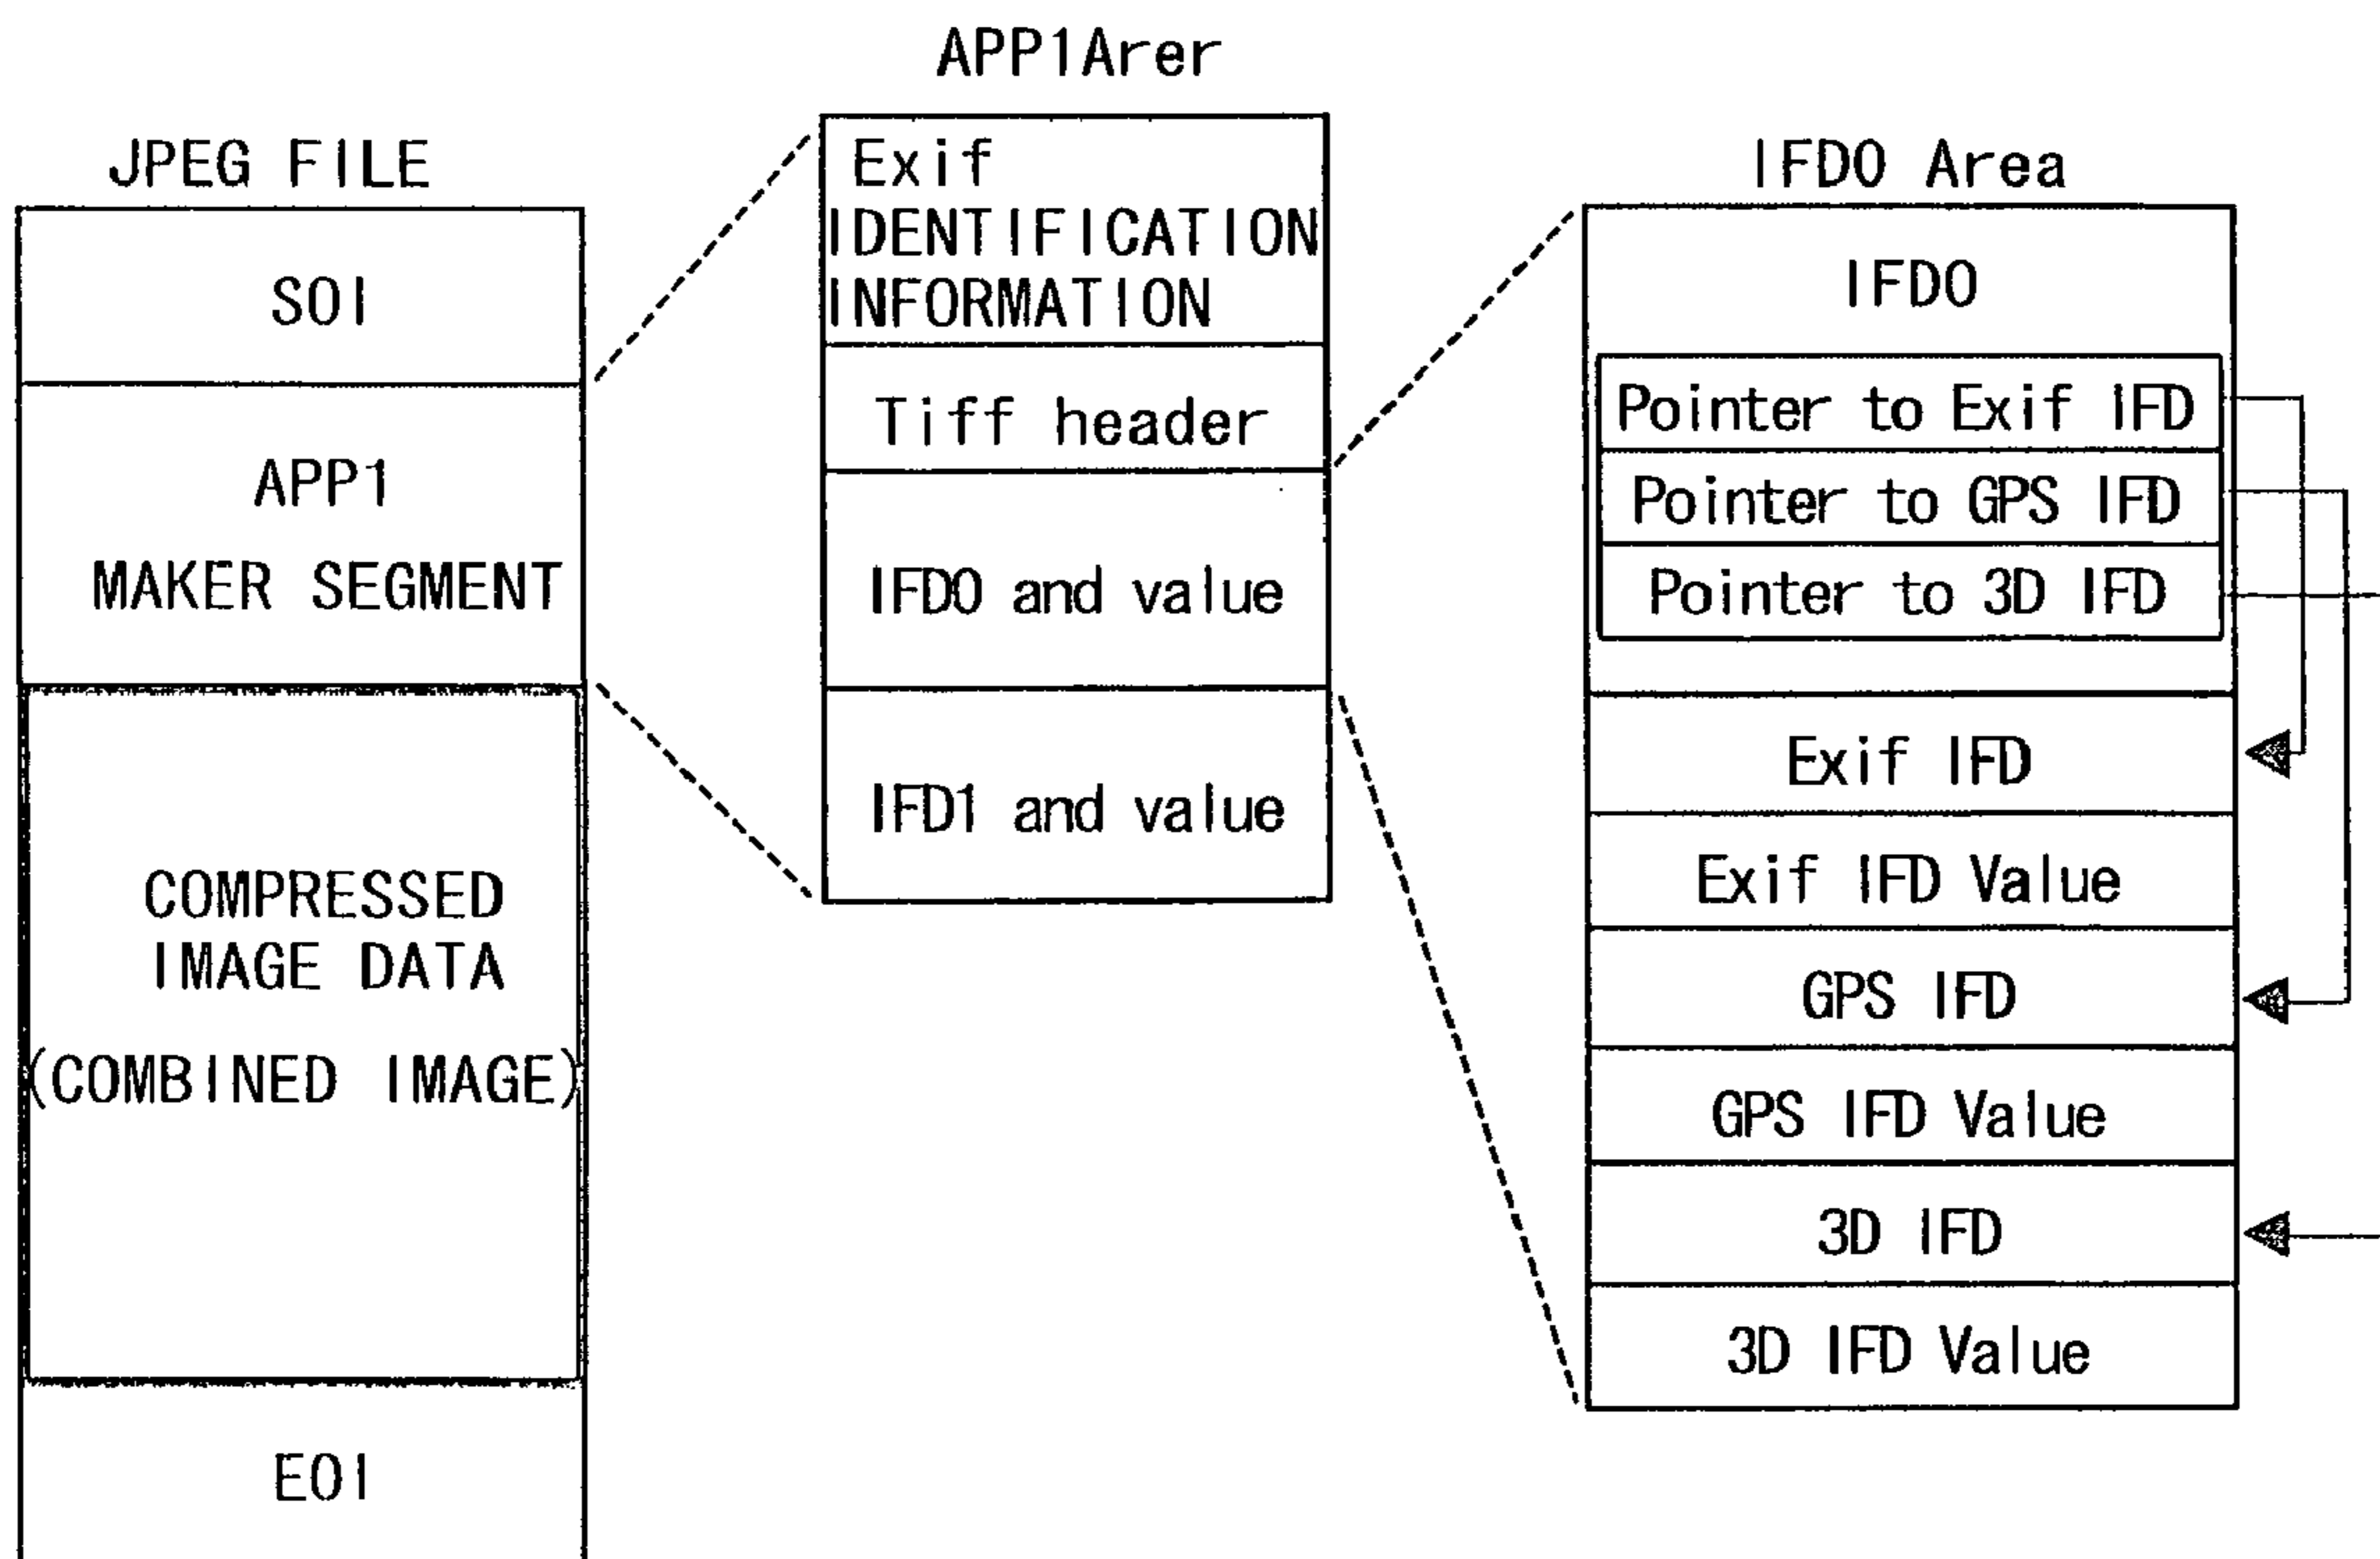 JPEG FILE
SOI
APP1
MAKER SEGMENT
COMPRESSED
IMAGE DATA
(COMBINED IMAGE)
EOI
APP1Arer
Exif
IDENTIFICATION
INFORMATION
Tiff header
IFD0 and value
IFD1 and value
IFD0 Area
IFD0
Pointer to Exif IFD
Pointer to GPS IFD
Pointer to 3D IFD
Exif IFD
Exif IFD Value
GPS IFD
GPS IFD Value
3D IFD
3D IFD Value